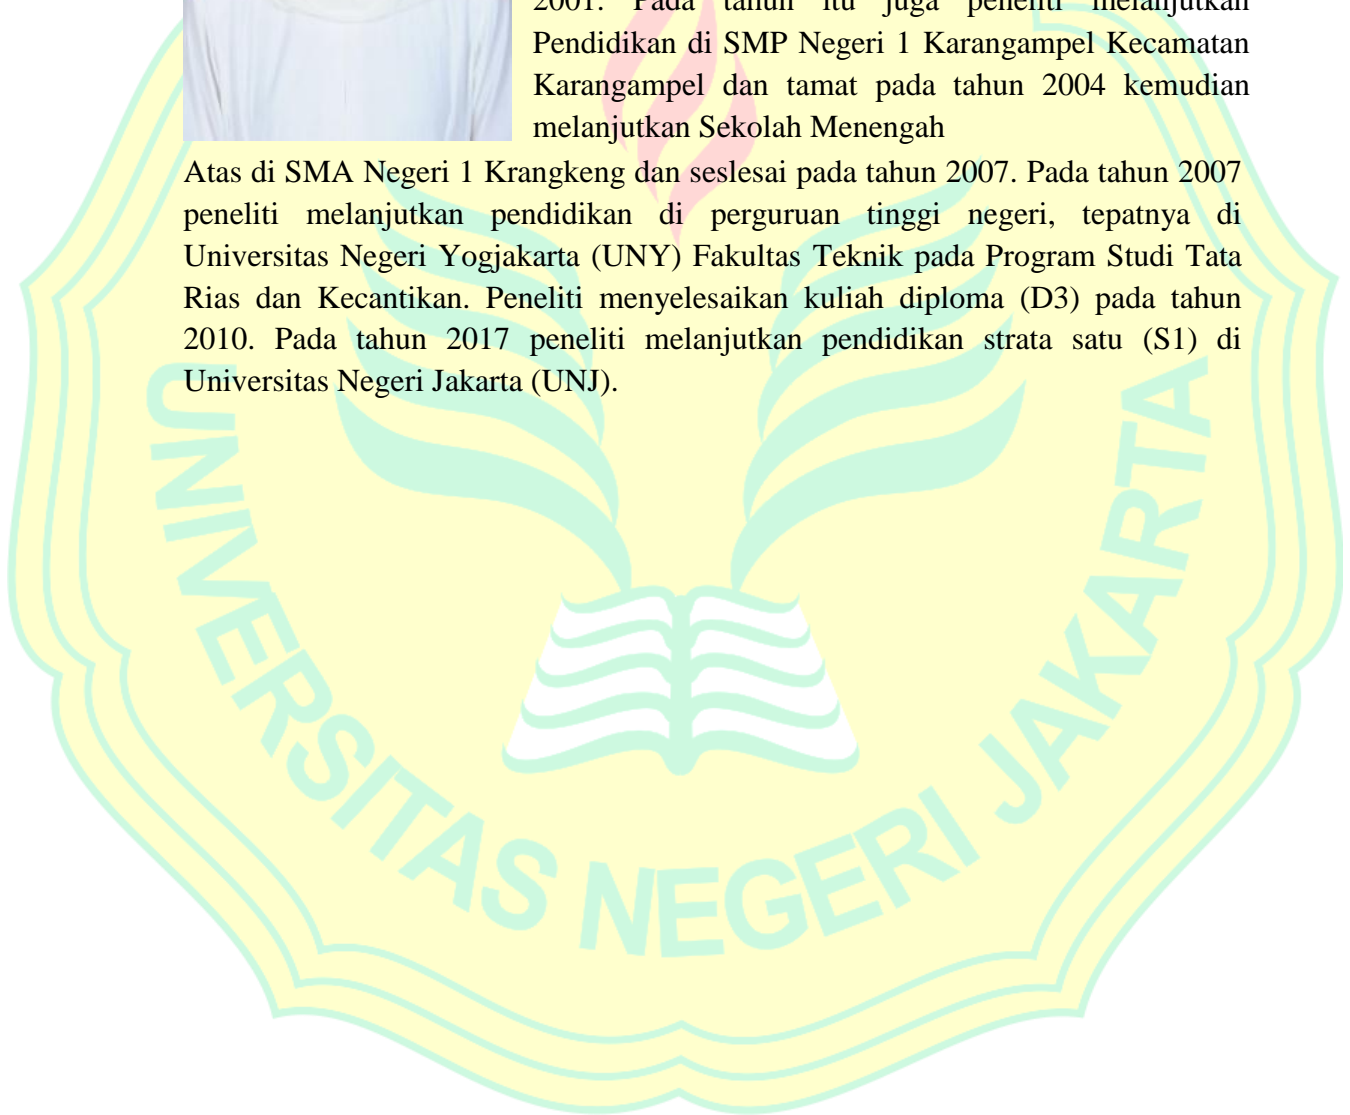 2001. Pada tahun itu juga peneliti melanjutkan
Pendidikan di SMP Negeri 1 Karangampel Kecamatan
Karangampel dan tamat pada tahun 2004 kemudian
melanjutkan Sekolah Menengah
Atas di SMA Negeri 1 Krangkeng dan seslesai pada tahun 2007. Pada tahun 2007
peneliti melanjutkan pendidikan di perguruan tinggi negeri, tepatnya di
Universitas Negeri Yogjakarta (UNY) Fakultas Teknik pada Program Studi Tata
Rias dan Kecantikan. Peneliti menyelesaikan kuliah diploma (D3) pada tahun
2010. Pada tahun 2017 peneliti melanjutkan pendidikan strata satu (S1) di
Universitas Negeri Jakarta (UNJ).
UNIVERSITAS NEGERI JAKARTA